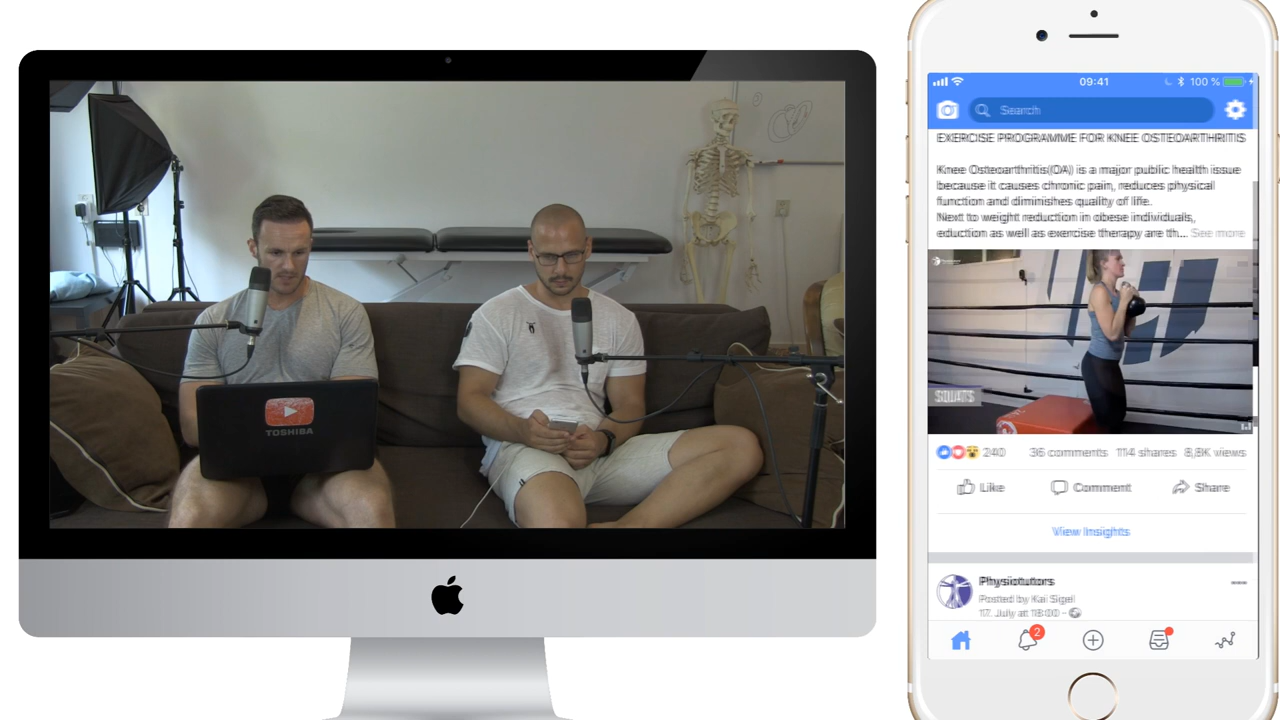 TOSHIBA
09:41
100 %
Search
EXERCISE PROGRAMME FOR KNEE OSTEOARTHRITIS
Knee Osteoarthritis(OA)) is a major public health issue
because it causes chronic pain, reduces physical
function and diminishes quality of life.
Next to weight reduction in obese individuals,
eduction as well as exercise therapy are th... See more
SQUATS
240 36 comments 114 shares 8,8K views
Like Comment Share
View Insights
Physiotutors
Posted by Kai Sigel
17. July at 18:00
2